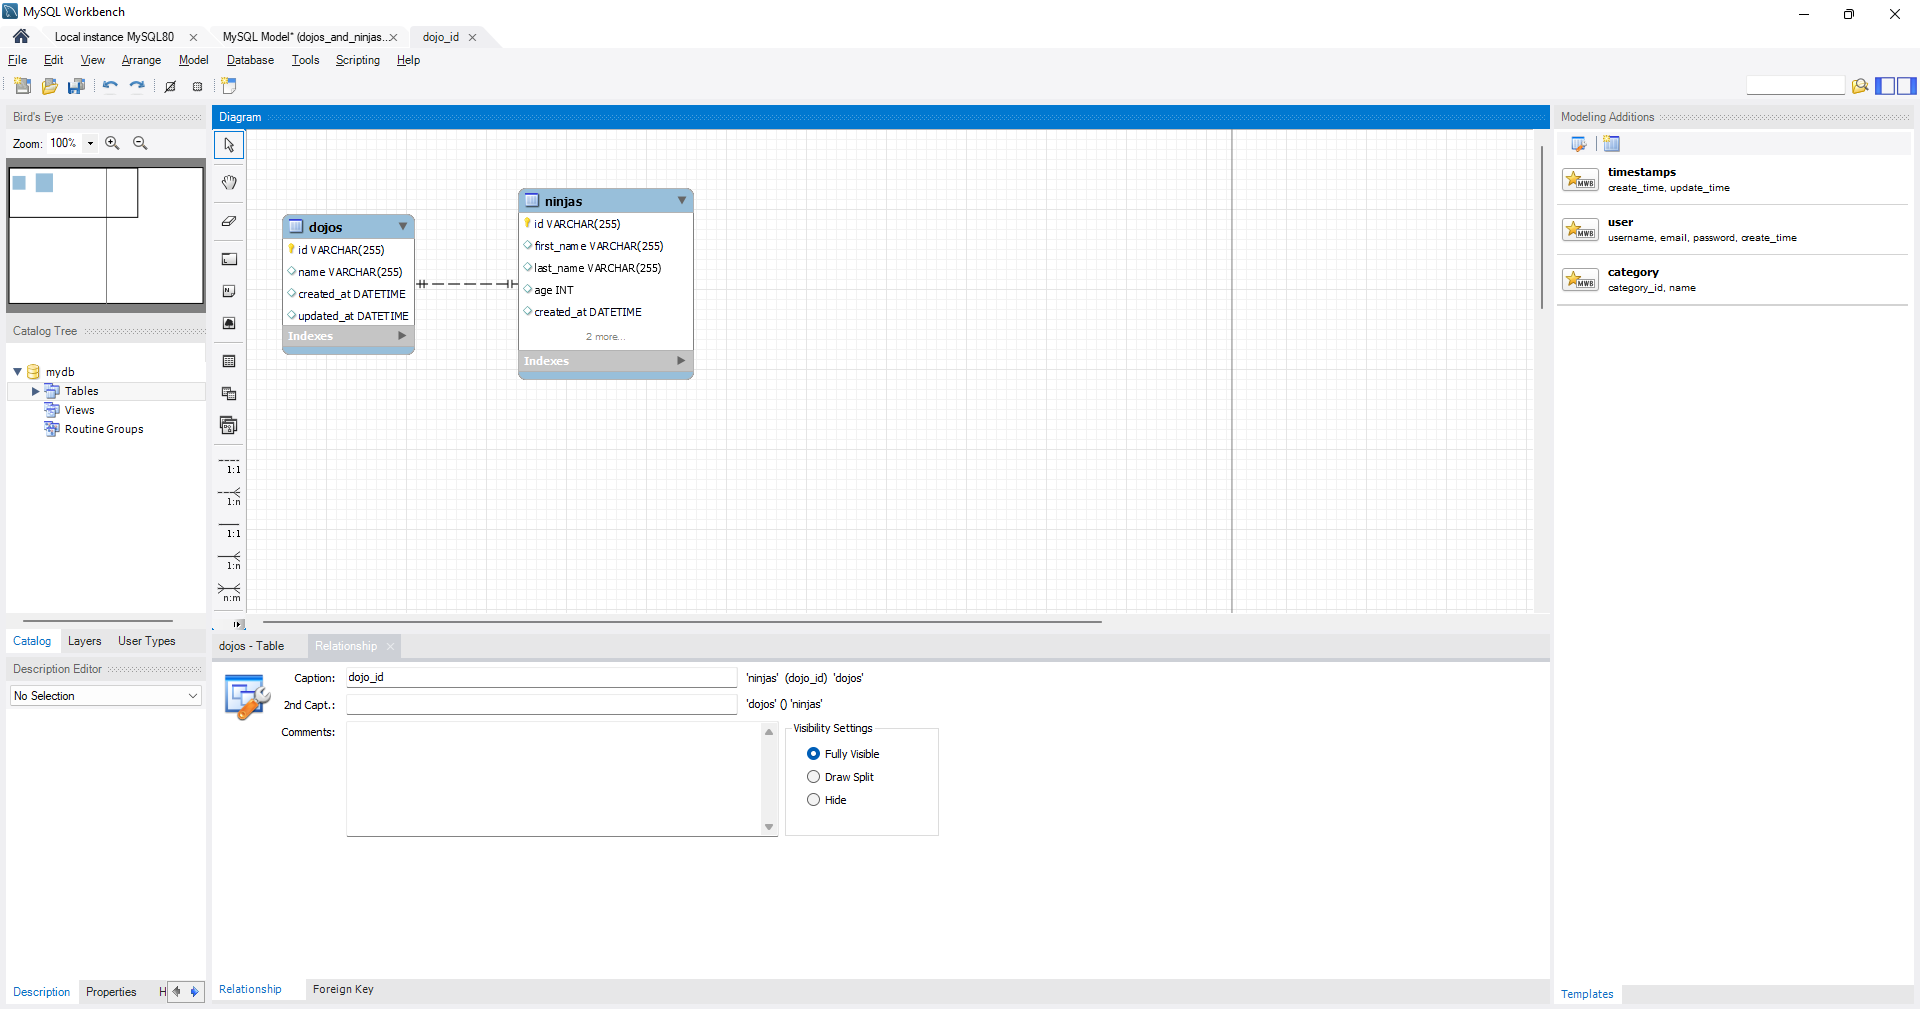 MySQL Workbench
Local instance MySQL80
MySQL Model* (dojos_and_ninjas..
dojo_id
File Edit View Arrange Model Database Tools Scripting Help
Bird's Eye
Zoom: 100%
Catalog Tree
mydb
Tables
Views
Routine Groups
Catalog Layers User Types
Description Editor
No Selection
Description Properties H
Diagram
1:1
1:n
1:1
1:n
n:m
dojos
id VARCHAR(255)
name VARCHAR(255)
created_at DATETIME
updated_at DATETIME
Indexes
ninjas
id VARCHAR(255)
first_name VARCHAR(255)
last_name VARCHAR(255)
age INT
created_at DATETIME
2 more...
Indexes
dojos - Table Relationship
Caption: dojo_id 'ninjas' (dojo_id) 'dojos'
2nd Capt.: 'dojos' () 'ninjas'
Comments:
Visibility Settings
Fully Visible
Draw Split
Hide
Relationship Foreign Key
Modeling Additions
MWB
timestamps
create_time, update_time
MWB
user
username, email, password, create_time
MWB
category
category_id, name
Templates